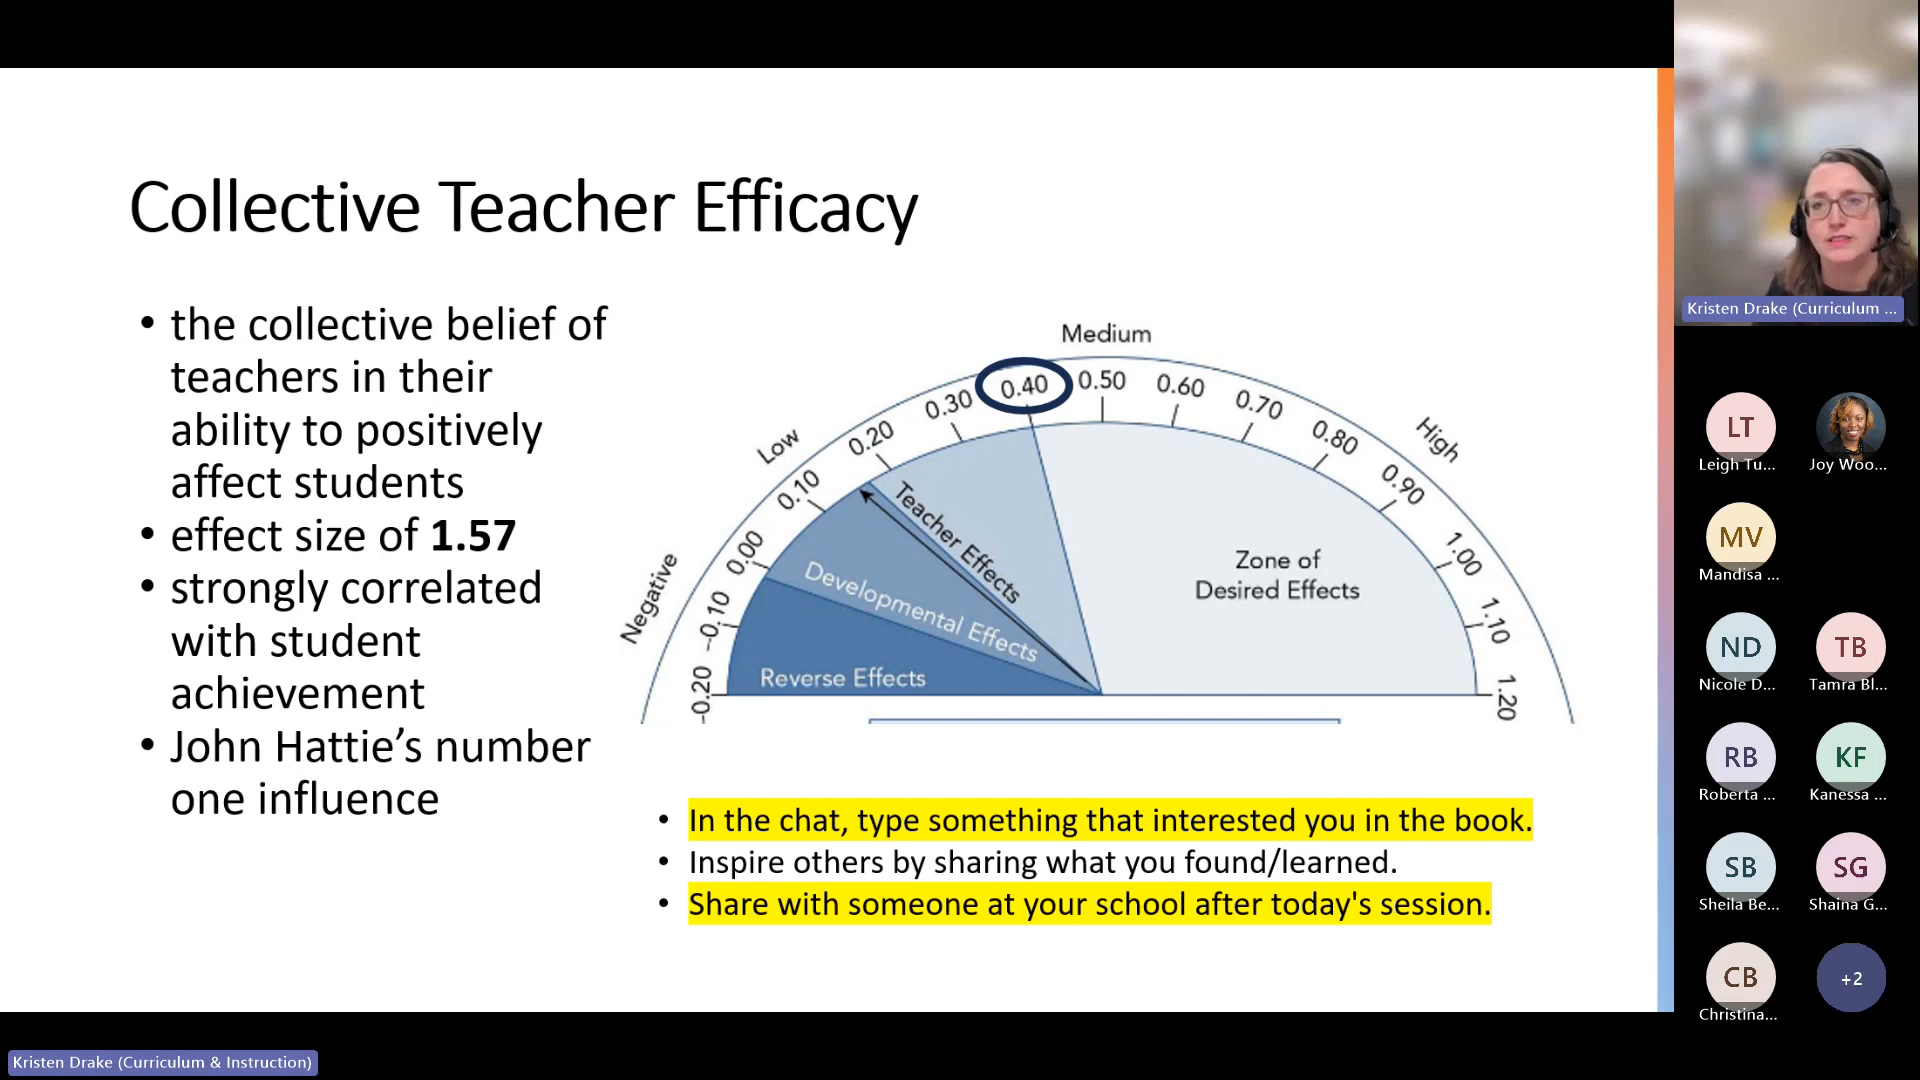 Collective Teacher Efficacy
• the collective belief of
teachers in their
ability to positively
affect students
• effect size of 1.57
• strongly correlated
with student
achievement
• John Hattie’s number
one influence
Negative
Low
Medium
High
-0.20
-0.10
0.00
0.10
0.20
0.30
0.40
0.50
0.60
0.70
0.80
0.90
1.00
1.10
1.20
Reverse Effects
Developmental Effects
Teacher Effects
Zone of
Desired Effects
• In the chat, type something that interested you in the book.
• Inspire others by sharing what you found/learned.
• Share with someone at your school after today's session.
Kristen Drake (Curriculum ...
LT
Leigh Tu...
Joy Woo...
MV
Mandisa ...
ND
Nicole D...
TB
Tamra Bl...
RB
Roberta ...
KF
Kanessa ...
SB
Sheila Be...
SG
Shaina G...
CB
Christina...
+2
Kristen Drake (Curriculum & Instruction)